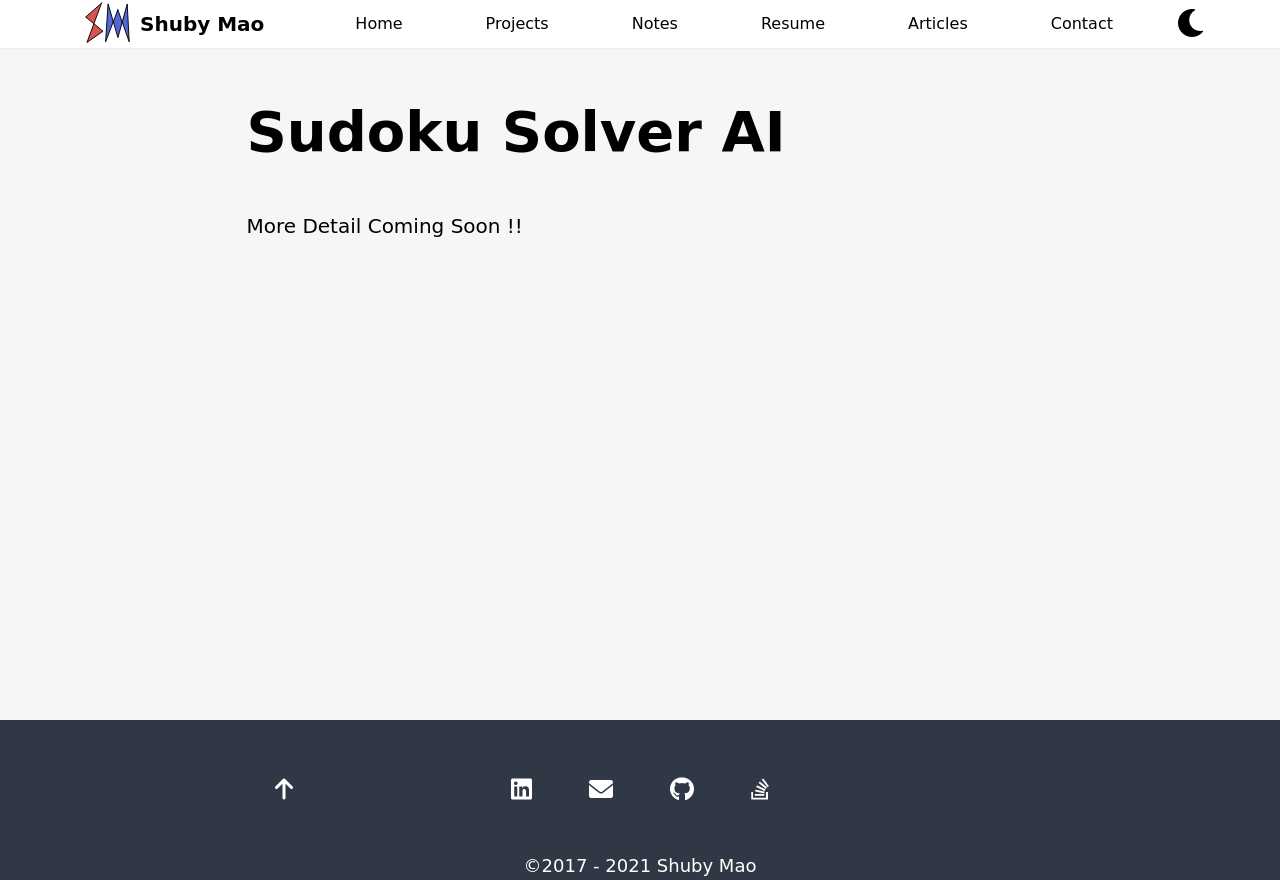 SM Shuby Mao Home Projects Notes Resume Articles Contact
Sudoku Solver AI
More Detail Coming Soon !!
©2017 - 2021 Shuby Mao